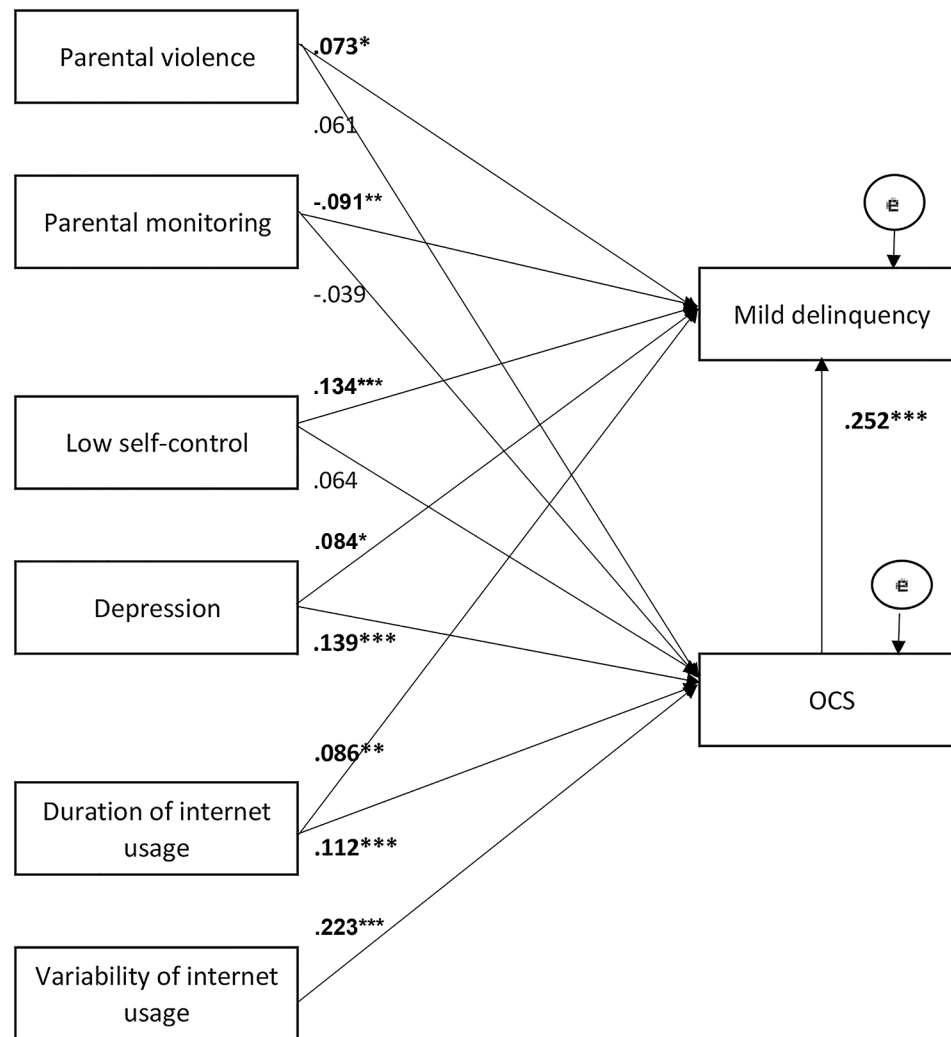 Parental violence
.073*
.061
Parental monitoring
-.091**
-.039
e
Mild delinquency
.134***
Low self-control
.064
.252***
.084*
Depression
.139***
e
OCS
.086**
Duration of internet
usage
.112***
.223***
Variability of internet
usage